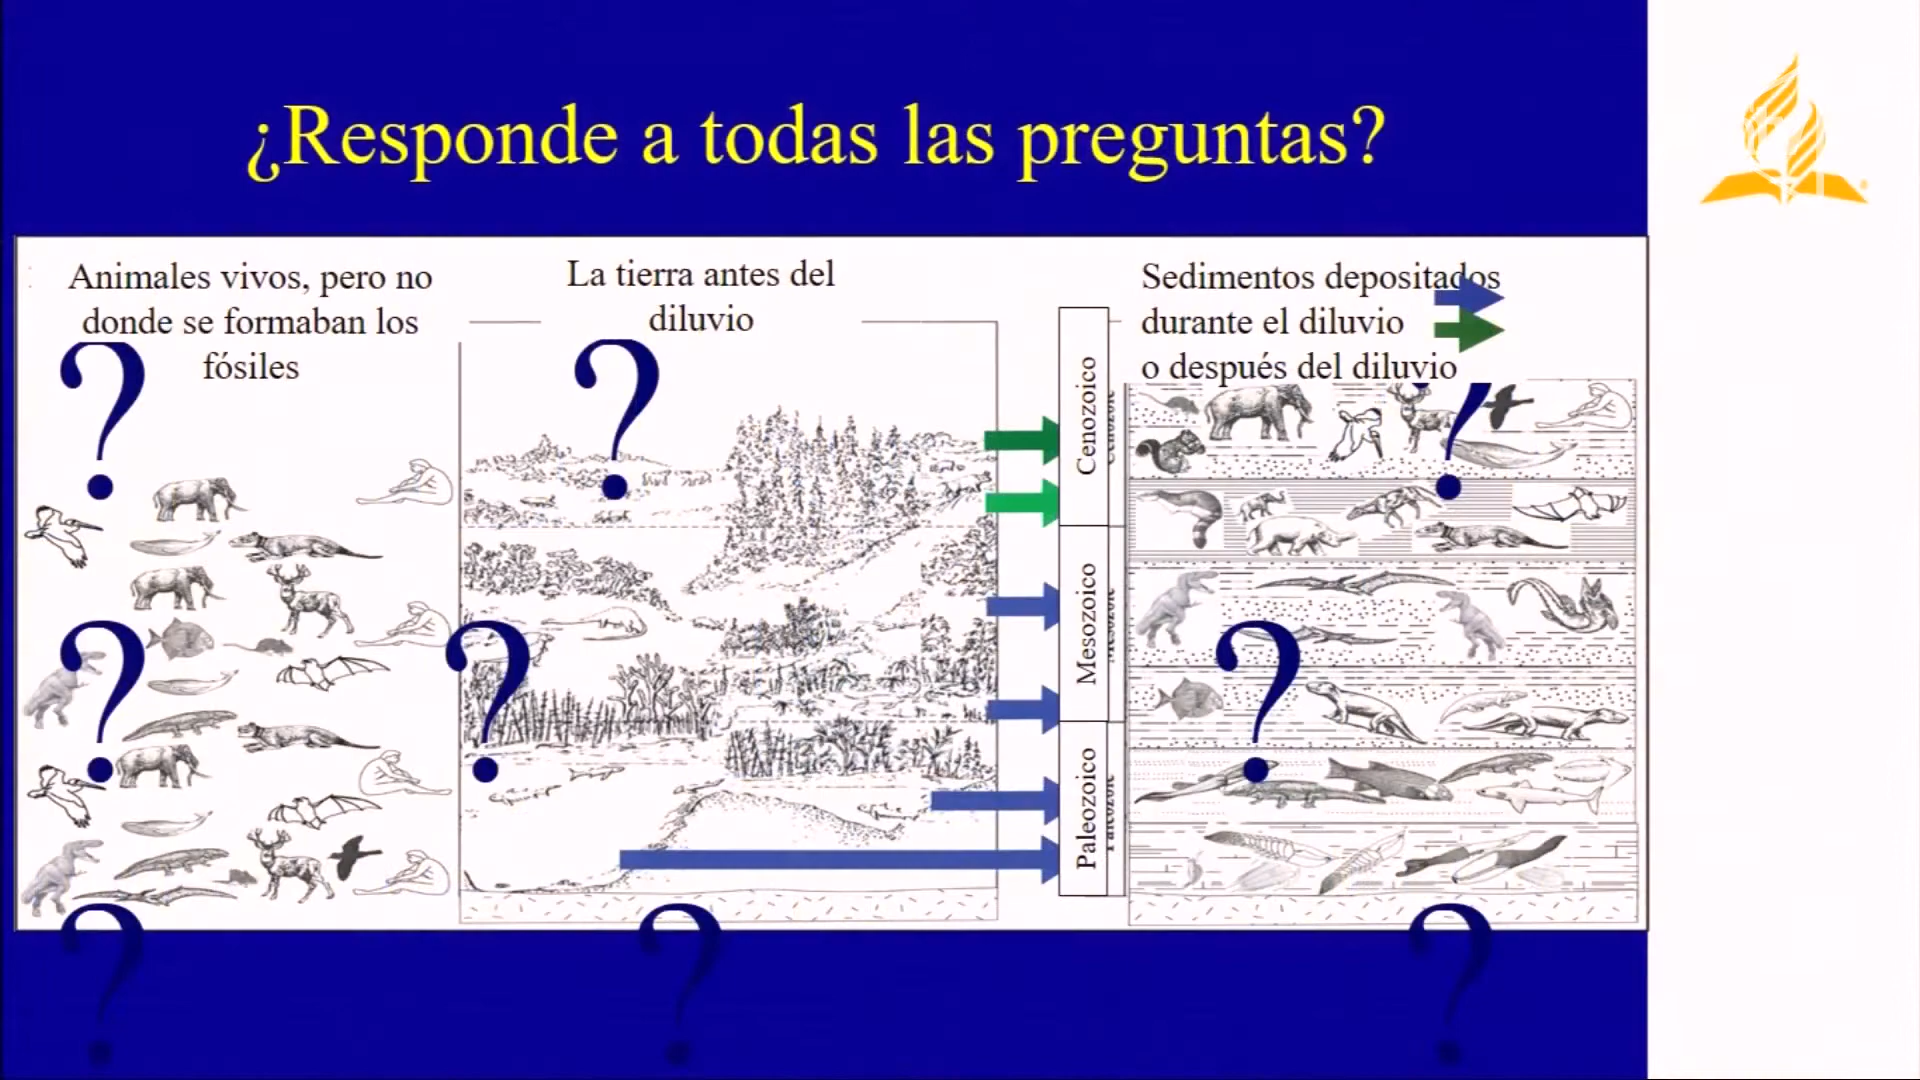 ¿Responde a todas las preguntas?
Animales vivos, pero no
donde se formaban los
fósiles
La tierra antes del
diluvio
Sedimentos depositados
durante el diluvio
o después del diluvio
Cenozoico
Mesozoico
Paleozoico
?
?
?
?
?
?
?
?
?